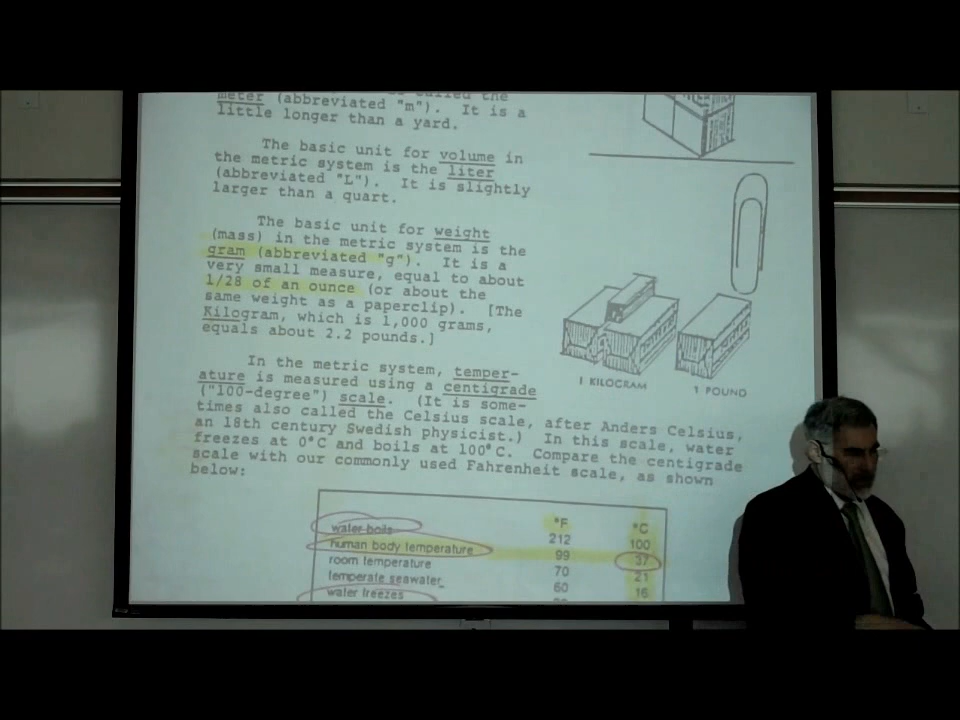 called the
meter (abbreviated "m"). It is a
little longer than a yard.
The basic unit for volume in
the metric system is the liter
(abbreviated "L"). It is slightly
larger than a quart.
The basic unit for weight
(mass) in the metric system is the
gram (abbreviated "g"). It is a
very small measure, equal to about
1/28 of an ounce (or about the
same weight as a paperclip). [The
Kilogram, which is 1,000 grams,
equals about 2.2 pounds.]
1 KILOGRAM
1 POUND
In the metric system, temper-
ature is measured using a centigrade
("100-degree") scale. (It is some-
times also called the Celsius scale, after Anders Celsius,
an 18th century Swedish physicist.) In this scale, water
freezes at 0°C and boils at 100°C. Compare the centigrade
scale with our commonly used Fahrenheit scale, as shown
below:
°F °C
water boils 212 100
human body temperature 99 37
room temperature 70 21
temperate seawater 60 16
water freezes